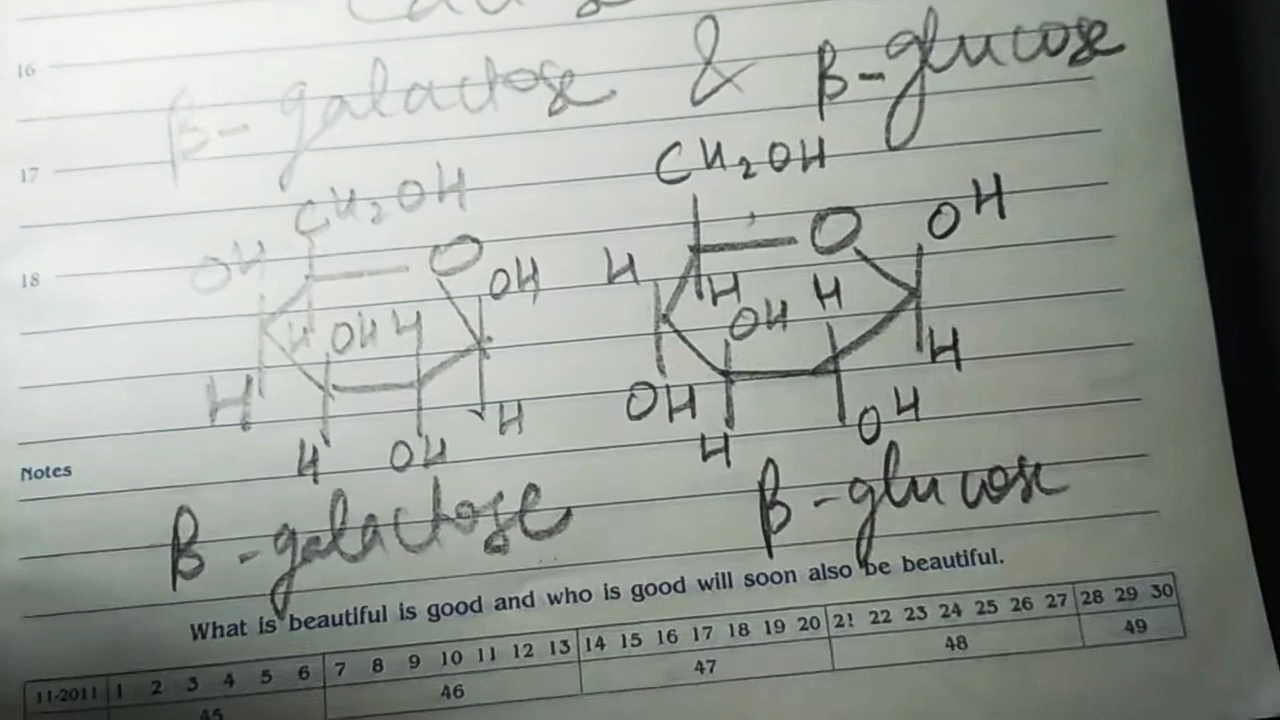 16
β- galactose & β-glucose
17
CH₂OH CH₂OH
OH O OH H O OH
18
H OH H H OH H
H H OH H
H OH H OH
Notes
β-galactose β-glucose
What is beautiful is good and who is good will soon also be beautiful.
11-2011 1 2 3 4 5 6 7 8 9 10 11 12 13 14 15 16 17 18 19 20 21 22 23 24 25 26 27 28 29 30
45 46 47 48 49